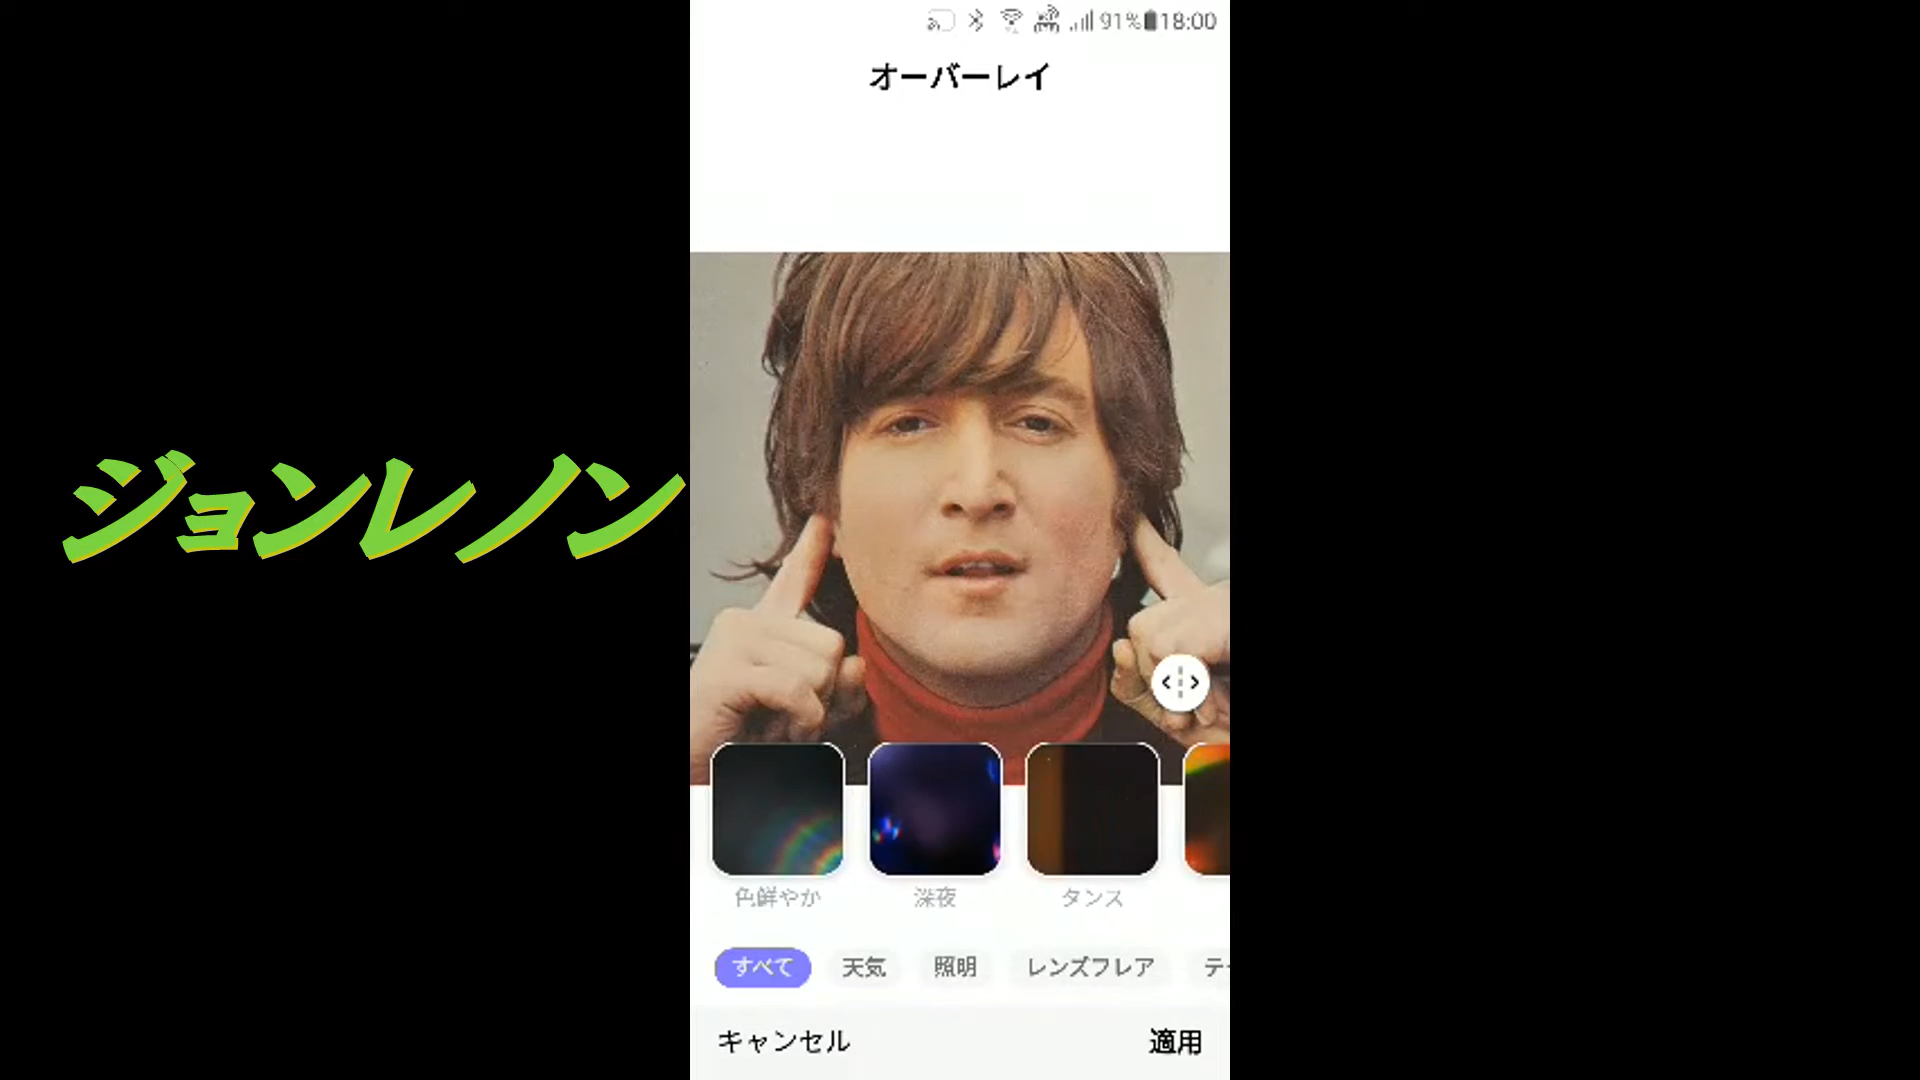 91% 18:00
オーバーレイ
ジョンレノン
色鮮やか
深夜
タンス
すべて
天気
照明
レンズフレア
キャンセル
適用